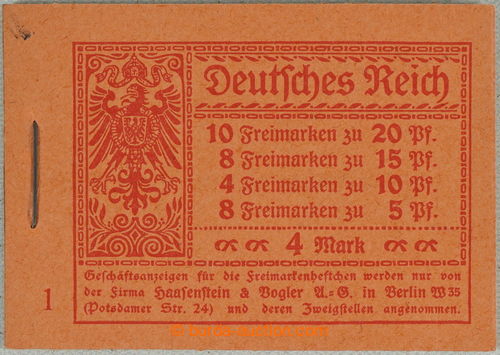 Deutsches Reich
10 Freimarken zu 20 Pf.
8 Freimarken zu 15 Pf.
4 Freimarken zu 10 Pf.
8 Freimarken zu 5 Pf.
4 Mark
Geschäftsanzeigen für die Freimarkenheftchen werden nur von
der Firma Haasenstein & Vogler A.=G. in Berlin W 35
(Potsdamer Str. 24) und deren Zweigstellen angenommen.
1